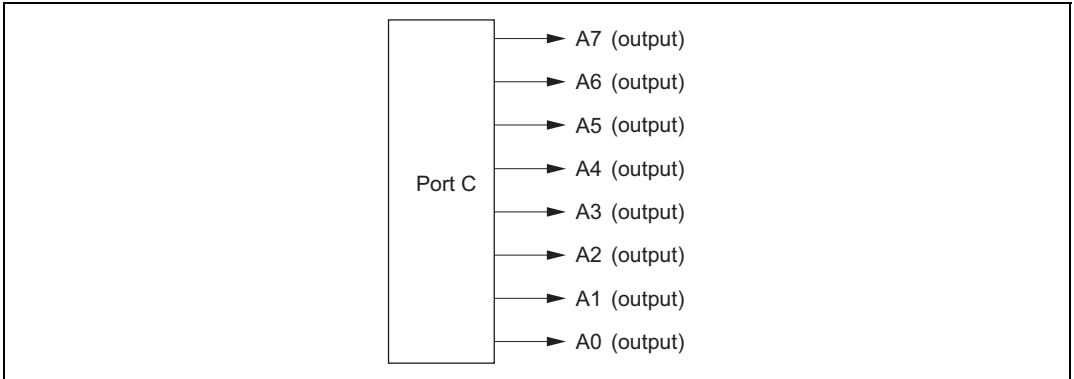 A7 (output)
A6 (output)
A5 (output)
A4 (output)
Port C
A3 (output)
A2 (output)
A1 (output)
A0 (output)